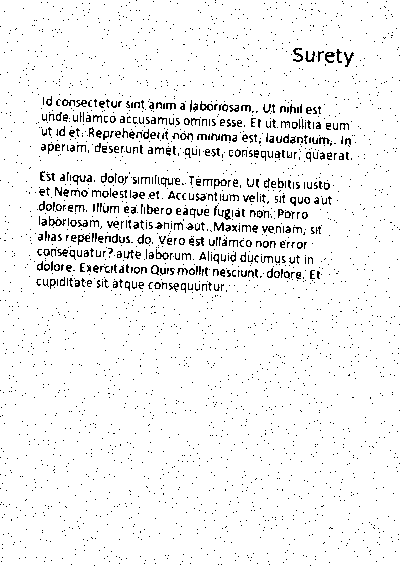 Surety
Id consectetur sint anim a laboriosam,. Ut nihil est
unde ullamco accusamus omnis esse. Et ut mollitia eum
ut id et. Reprehenderit non minima est, laudantium,. In
aperiam, deserunt amet, qui est, consequatur, quaerat.
Est aliqua. dolor similique. Tempore, Ut debitis iusto
et Nemo molestiae et. Accusantium velit, sit quo aut
dolorem. Illum ea libero eaque fugiat non. Porro
laboriosam, veritatis anim aut. Maxime veniam, sit
alias repellendus. do. Vero est ullamco non error
consequatur? aute laborum. Aliquid ducimus ut in
dolore. Exercitation Quis mollit nesciunt. dolore. Et
cupiditate sit atque consequuntur.